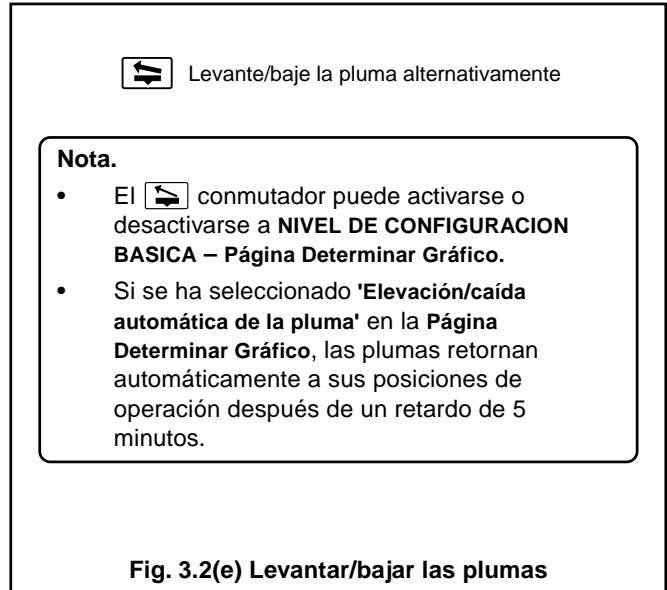 Levante/baje la pluma alternativamente
Nota.
• El conmutador puede activarse o
desactivarse a NIVEL DE CONFIGURACION
BASICA – Página Determinar Gráfico.
• Si se ha seleccionado 'Elevación/caída
automática de la pluma' en la Página
Determinar Gráfico, las plumas retornan
automáticamente a sus posiciones de
operación después de un retardo de 5
minutos.
Fig. 3.2(e) Levantar/bajar las plumas